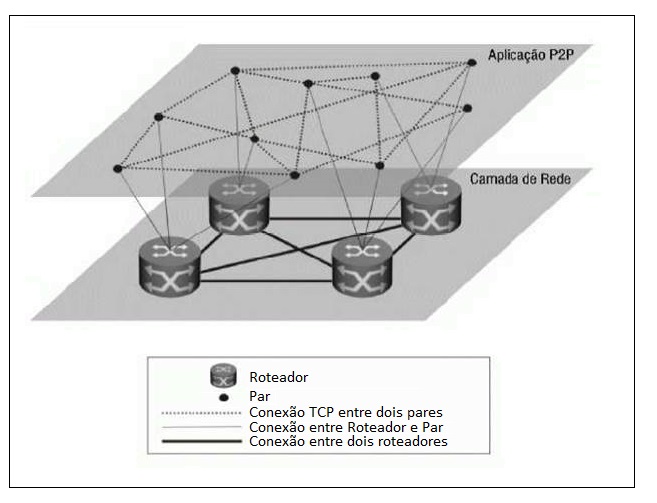 Aplicação P2P
Camada de Rede
Roteador
Par
Conexão TCP entre dois pares
Conexão entre Roteador e Par
Conexão entre dois roteadores